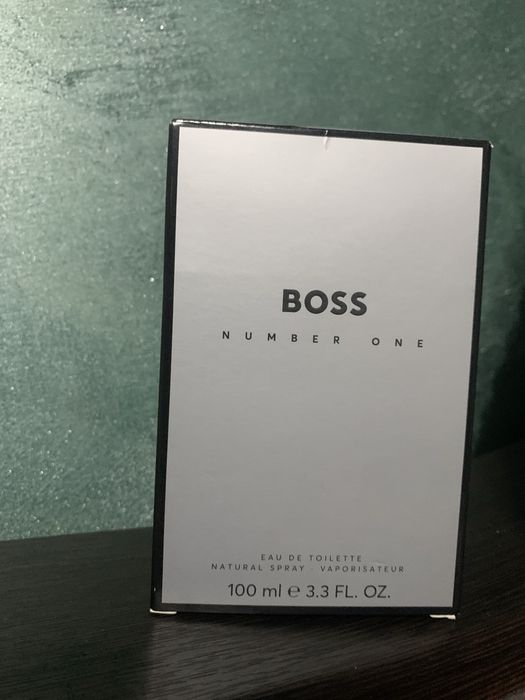 BOSS
NUMBER ONE
EAU DE TOILETTE
NATURAL SPRAY · VAPORISATEUR
100 ml ℮ 3.3 FL. OZ.